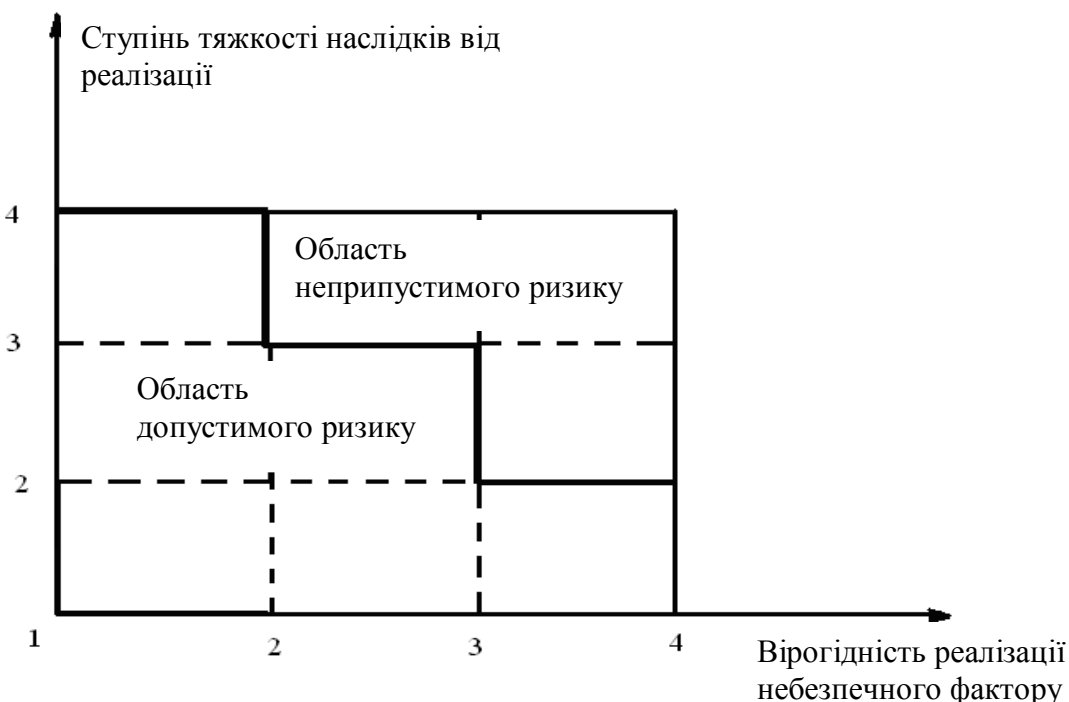 Ступінь тяжкості наслідків від
реалізації
4
Область
неприпустимого ризику
3
Область
допустимого ризику
2
1
2
3
4
Вірогідність реалізації
небезпечного фактору